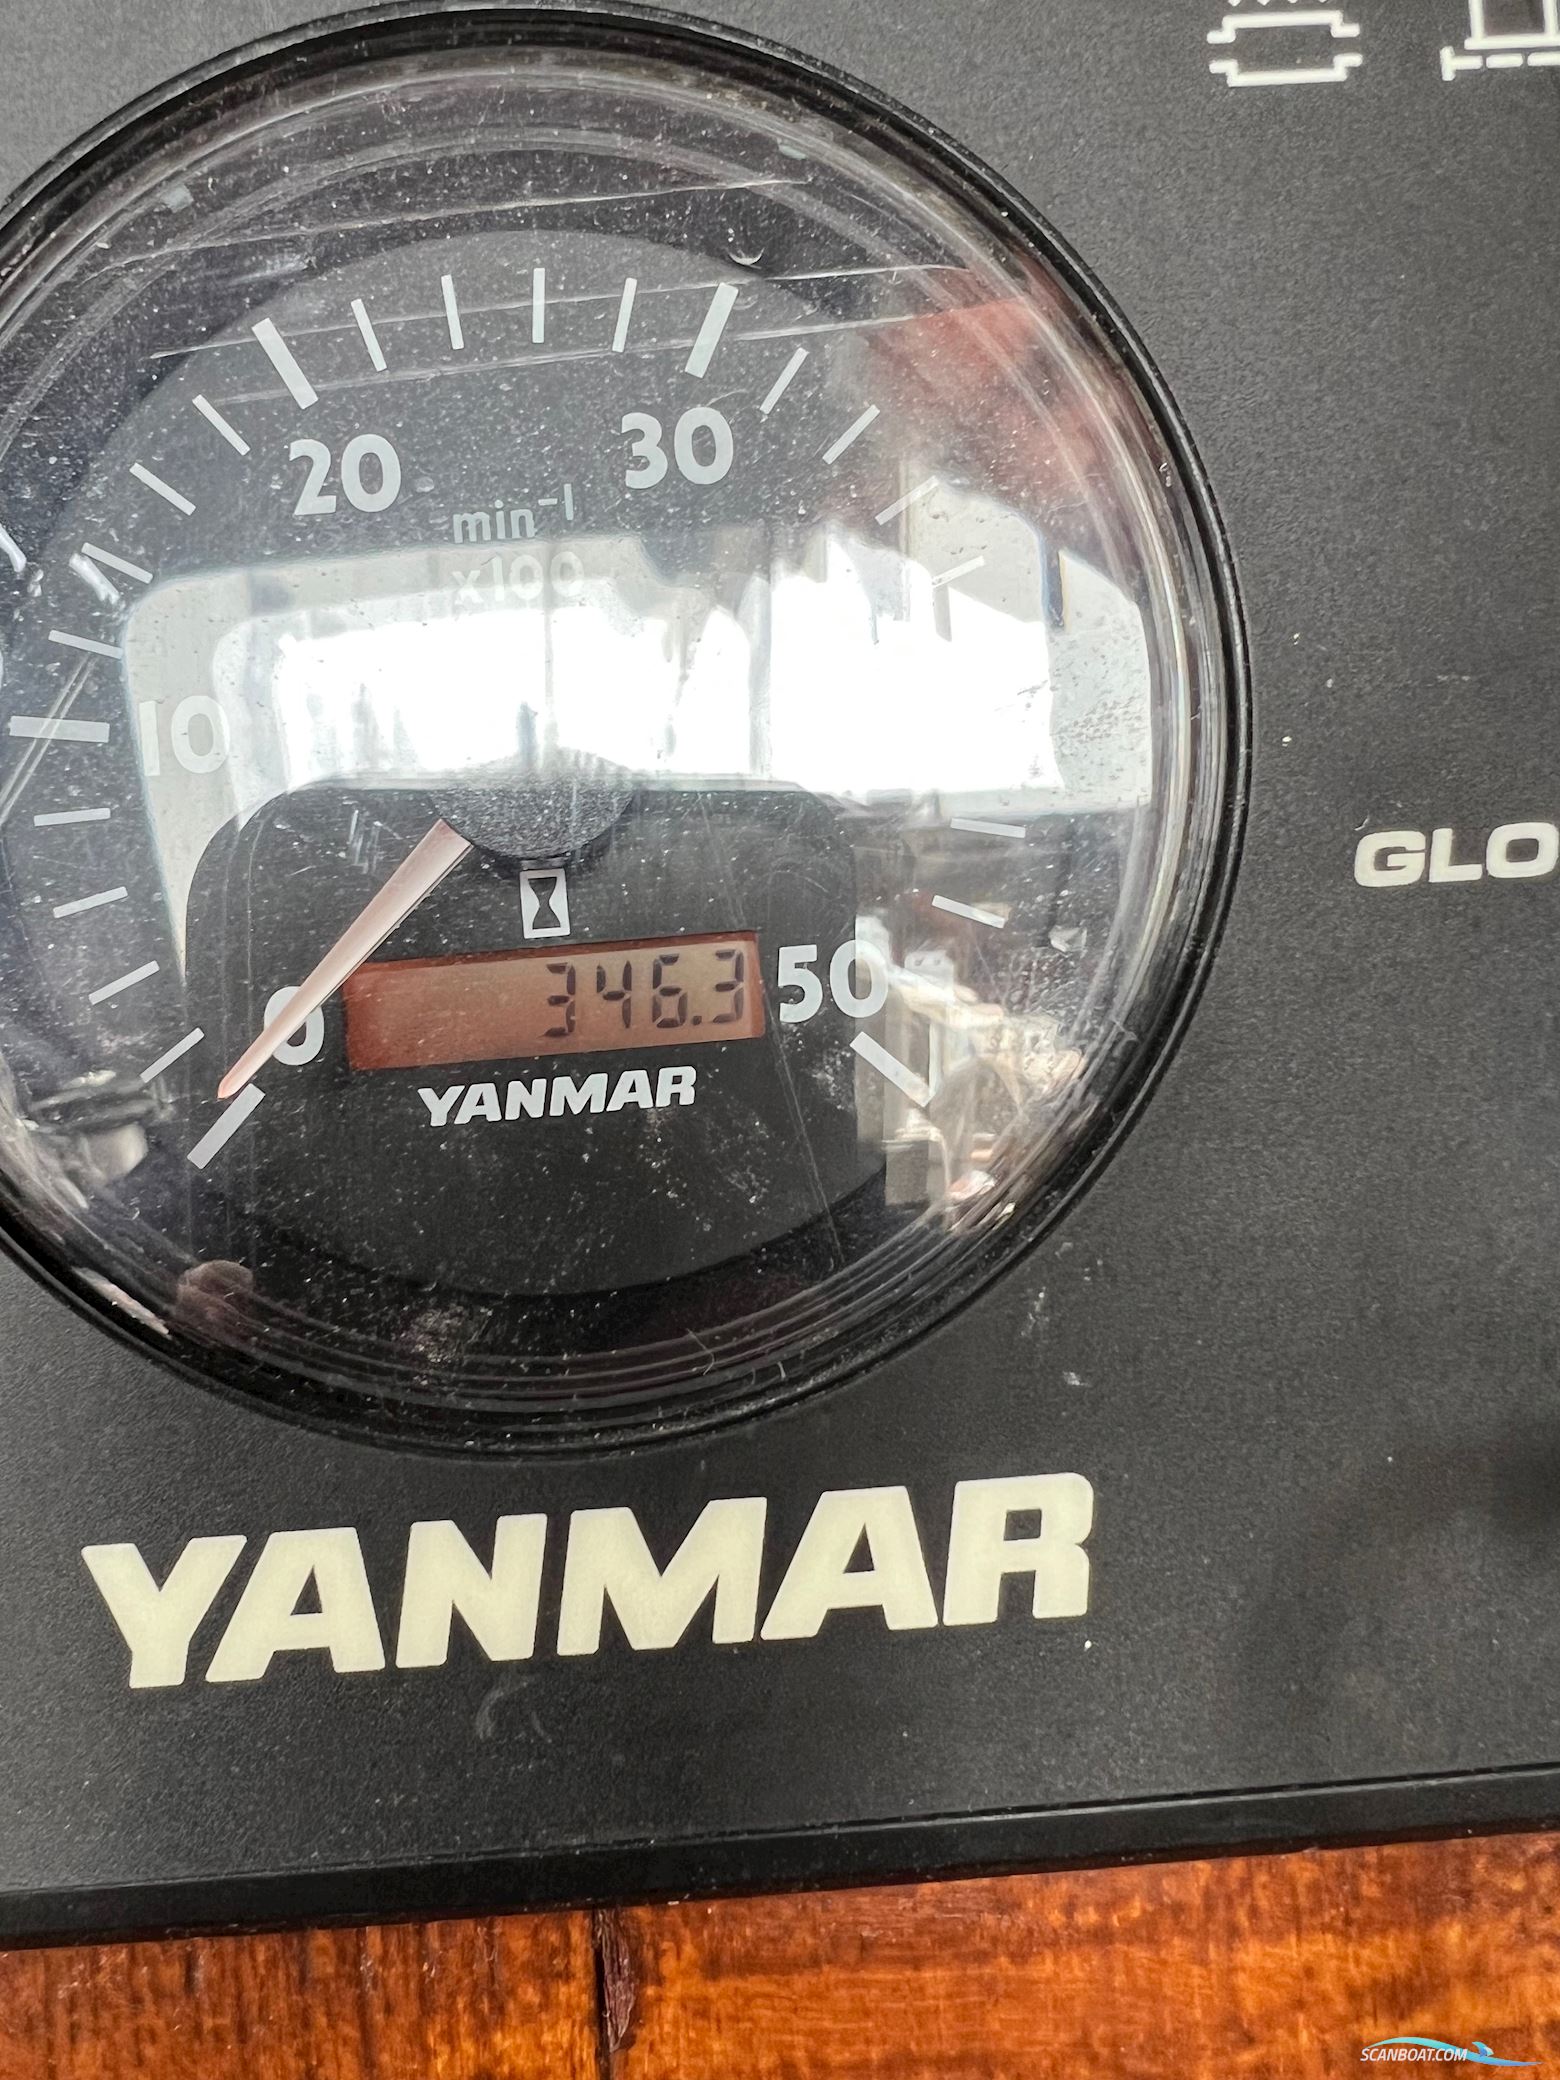 20
30
min⁻¹
x100
10
0
346.3
50
YANMAR
GLO
YANMAR
SCANBOAT.COM